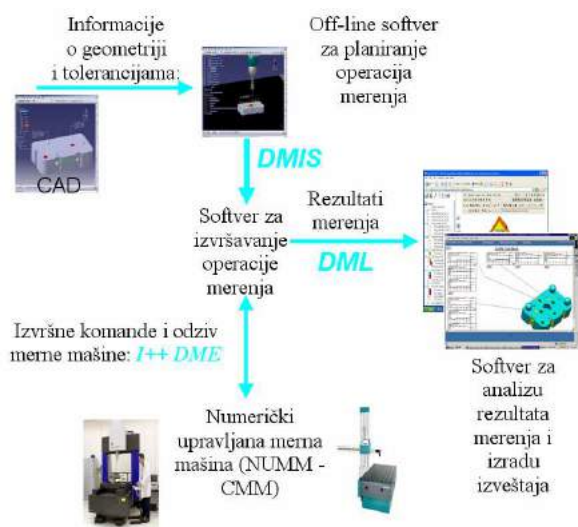 Informacije
o geometriji
i tolerancijama:
CAD
Off-line softver
za planiranje
operacija
merenja
DMIS
Softver za
izvršavanje
operacije
merenja
Rezultati
merenja
DML
Softver za
analizu
rezultata
merenja i
izradu
izveštaja
Izvršne komande i odziv
merne mašine: I++ DME
Numerički
upravljana merna
mašina (NUMM -
CMM)